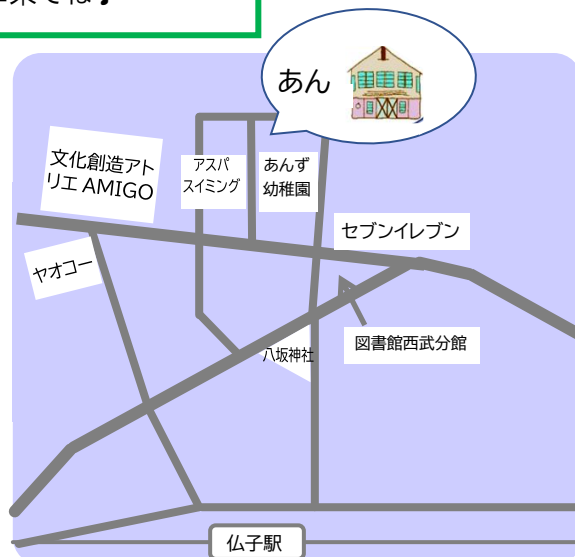 あん
文化創造アト
リエ AMIGO
アスパ
スイミング
あんず
幼稚園
セブンイレブン
ヤオコー
図書館西武分館
八坂神社
仏子駅